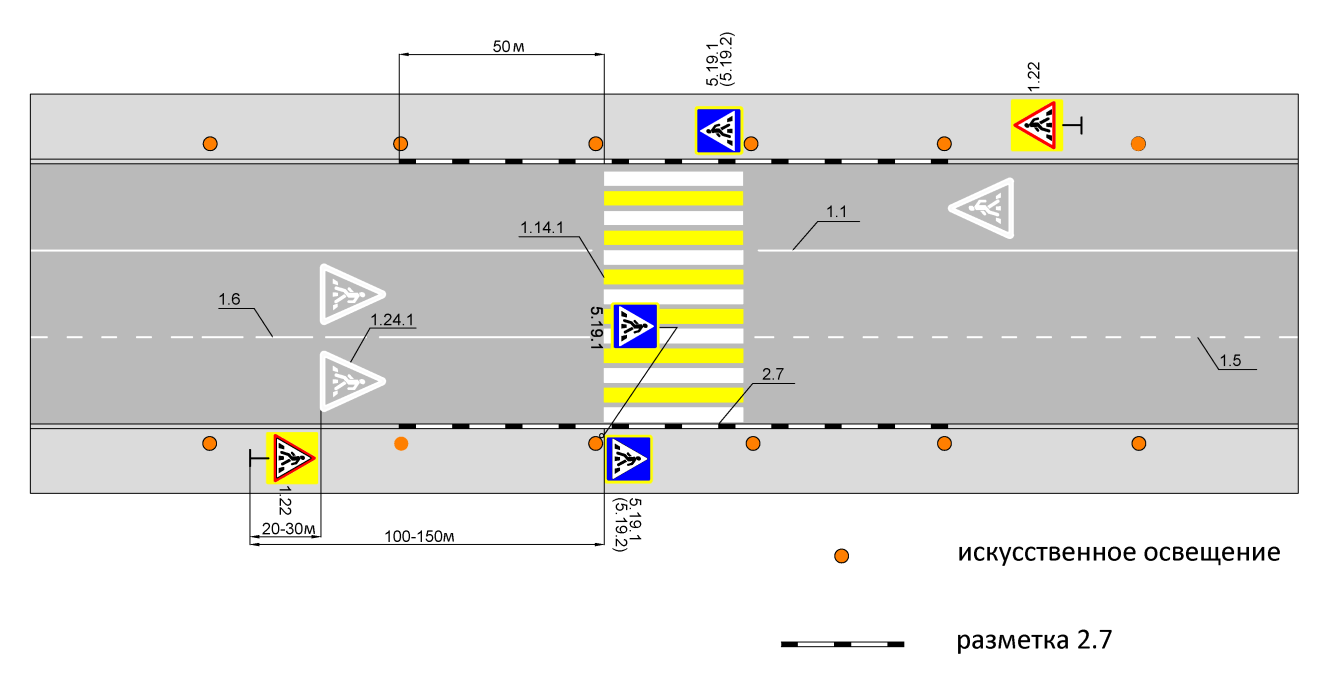 50м
5.19.1
(5.19.2)
1.22
1.1
1.14.1
1.6
5.19.1
1.24.1
1.5
2.7
1.22
20-30м
5.19.1
(5.19.2)
100-150м
искусственное освещение
разметка 2.7